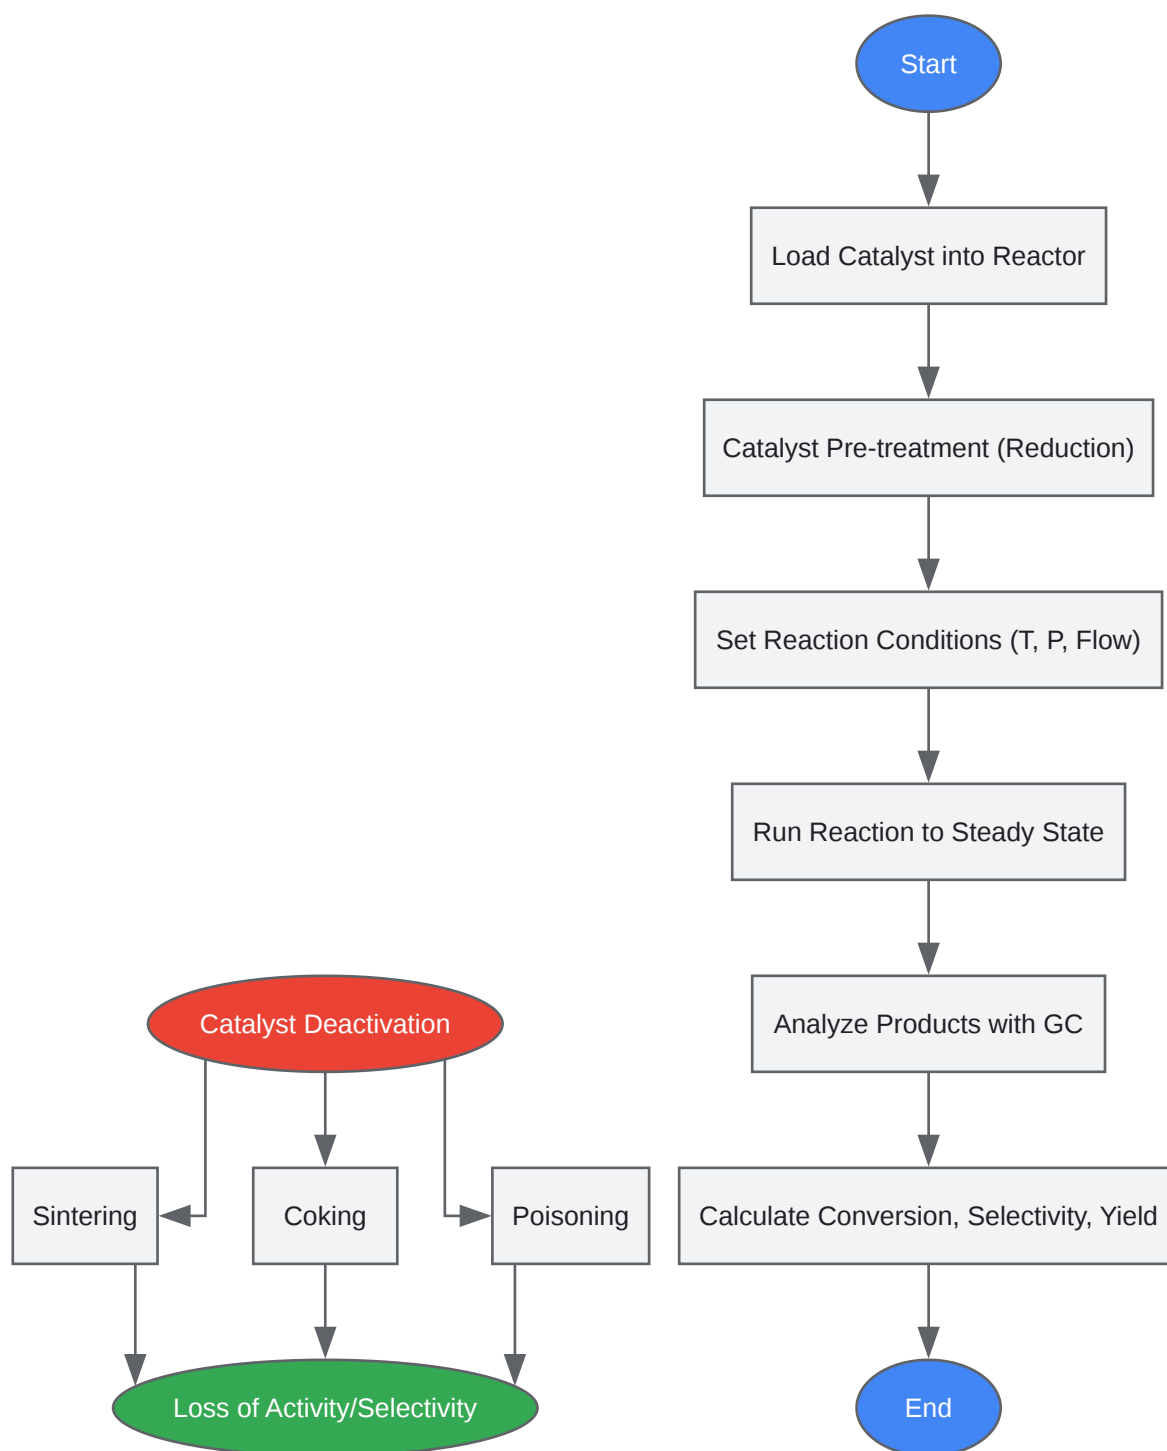 Start
Load Catalyst into Reactor
Catalyst Pre-treatment (Reduction)
Set Reaction Conditions (T, P, Flow)
Run Reaction to Steady State
Analyze Products with GC
Calculate Conversion, Selectivity, Yield
End
Catalyst Deactivation
Sintering
Coking
Poisoning
Loss of Activity/Selectivity